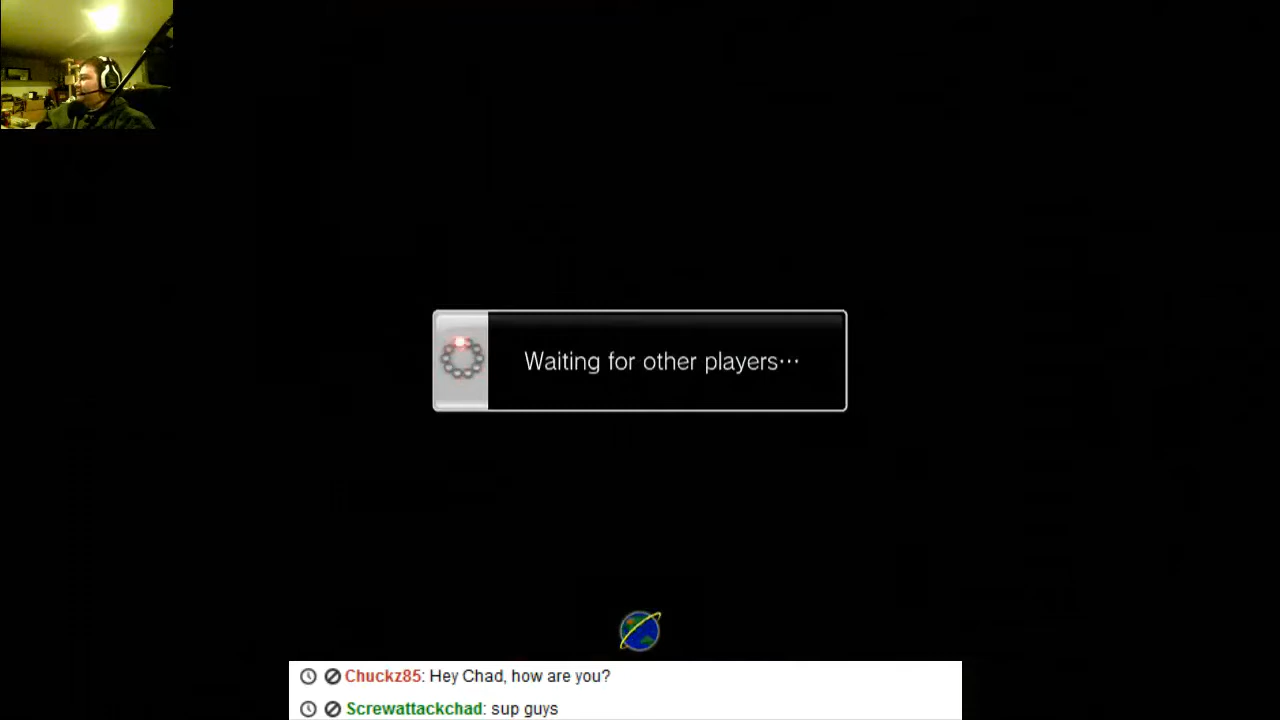 Waiting for other players…
Chuckz85: Hey Chad, how are you?
Screwattackchad: sup guys